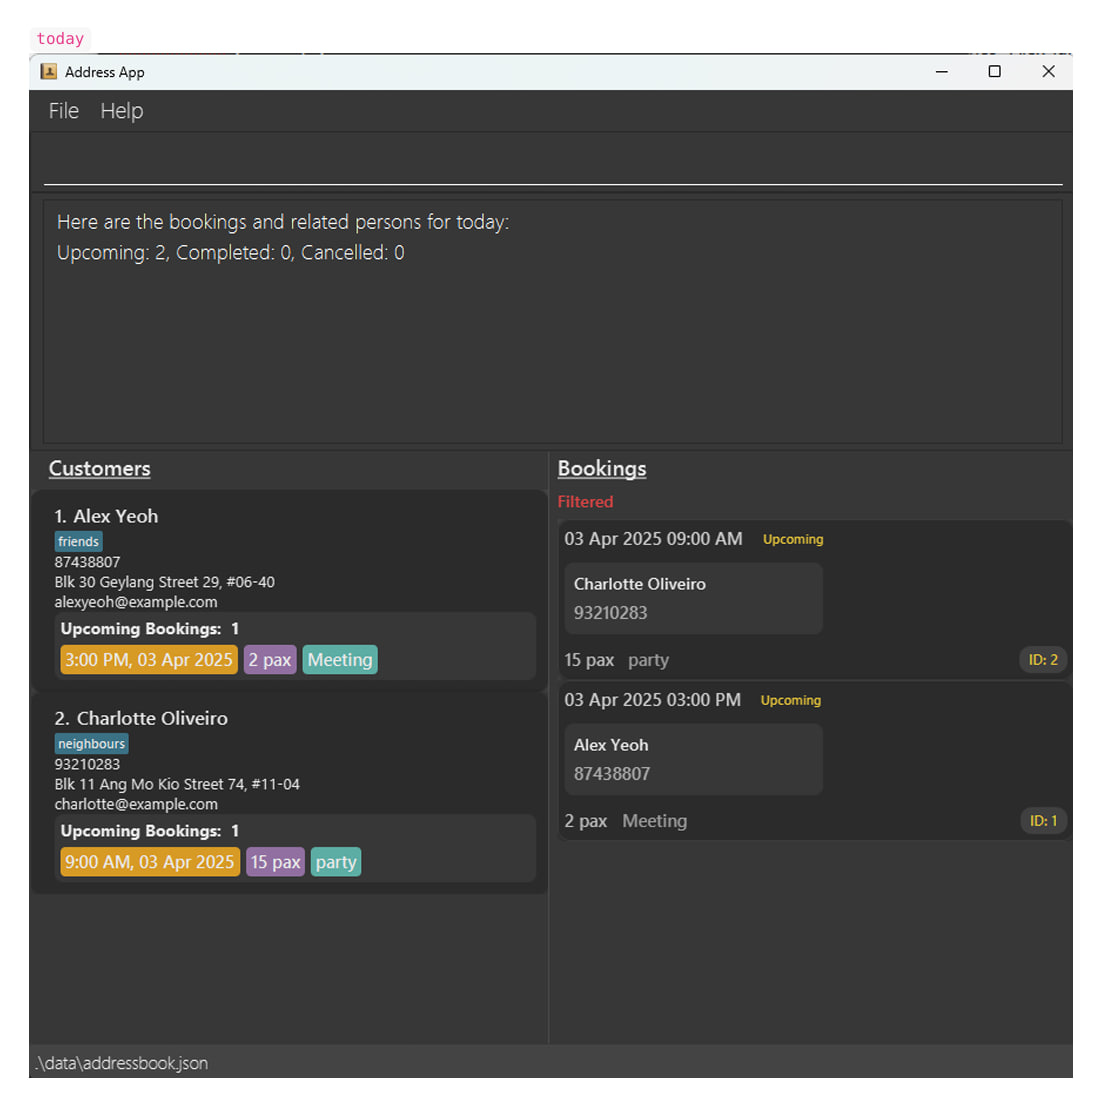 today
Address App
File Help
Here are the bookings and related persons for today:
Upcoming: 2, Completed: 0, Cancelled: 0
Customers
1. Alex Yeoh
friends
87438807
Blk 30 Geylang Street 29, #06-40
alexyeoh@example.com
Upcoming Bookings: 1
3:00 PM, 03 Apr 2025 2 pax Meeting
2. Charlotte Oliveiro
neighbours
93210283
Blk 11 Ang Mo Kio Street 74, #11-04
charlotte@example.com
Upcoming Bookings: 1
9:00 AM, 03 Apr 2025 15 pax party
Bookings
Filtered
03 Apr 2025 09:00 AM Upcoming
Charlotte Oliveiro
93210283
15 pax party ID: 2
03 Apr 2025 03:00 PM Upcoming
Alex Yeoh
87438807
2 pax Meeting ID: 1
.\data\addressbook.json